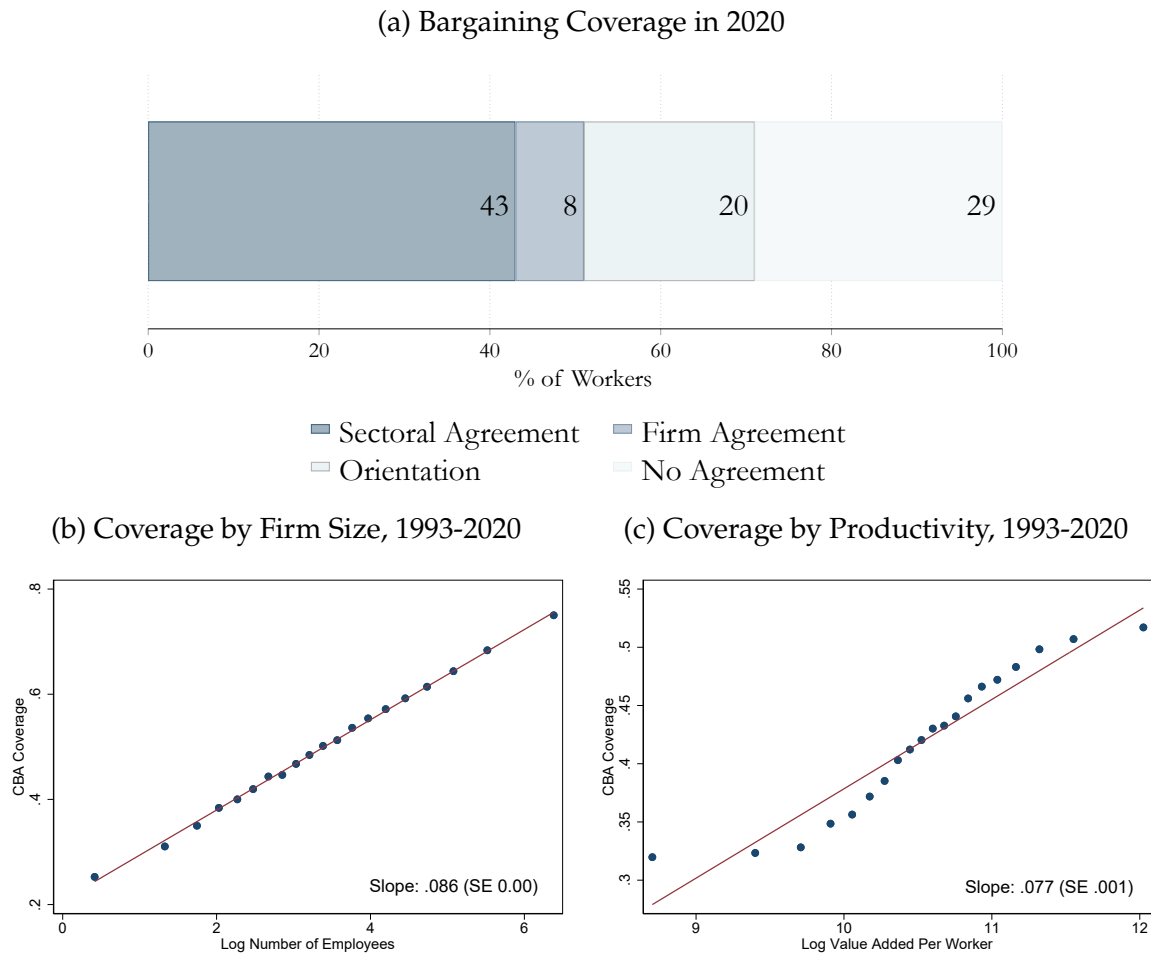 (a) Bargaining Coverage in 2020
43 8 20 29
0 20 40 60 80 100
% of Workers
Sectoral Agreement Firm Agreement
Orientation No Agreement
(b) Coverage by Firm Size, 1993-2020
.8
.6
.4
.2
CBA Coverage
Slope: .086 (SE 0.00)
0 2 4 6
Log Number of Employees
(c) Coverage by Productivity, 1993-2020
.55
.5
.45
.4
.35
.3
CBA Coverage
Slope: .077 (SE .001)
9 10 11 12
Log Value Added Per Worker